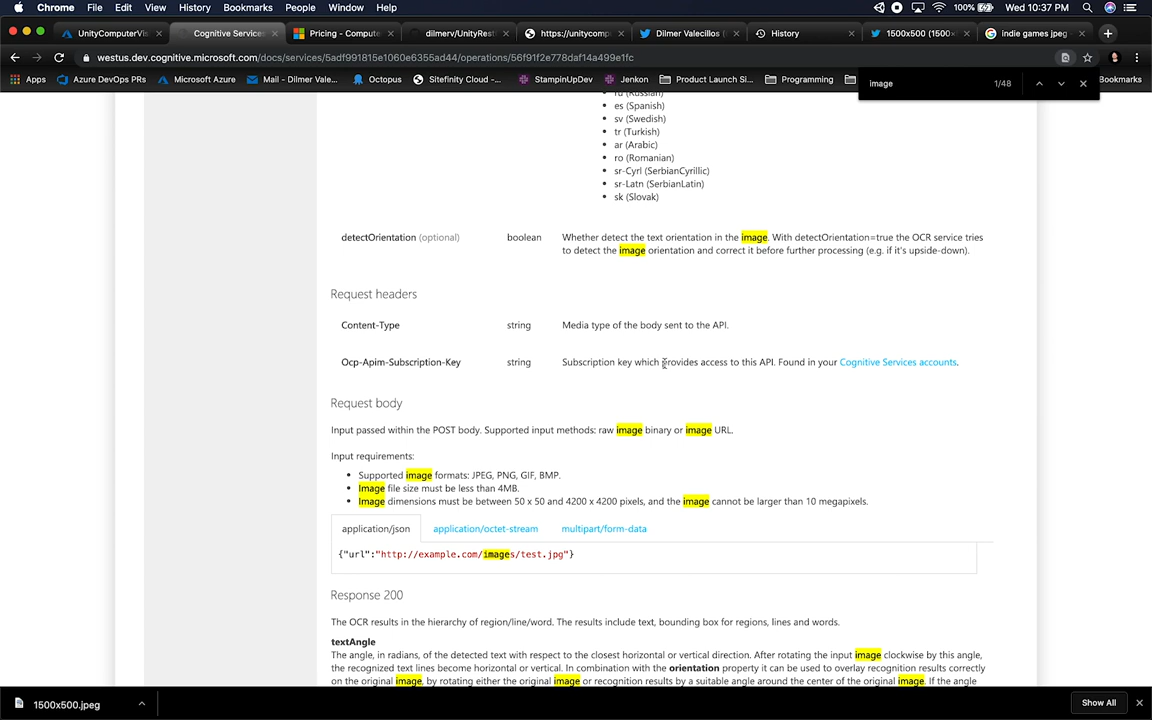 Chrome File Edit View History Bookmarks People Window Help 100% Wed 10:37 PM
UnityComputerVis Cognitive Services Pricing - Compute dilmerv/UnityRest https://unitycomp Dilmer Valecillos ( History 1500x500 (1500× indie games jpeg
westus.dev.cognitive.microsoft.com/docs/services/5adf991815e1060e6355ad44/operations/56f91f2e778daf14a499e1fc
Apps Azure DevOps PRs Microsoft Azure Mail - Dilmer Vale... Octopus Sitefinity Cloud -... StampinUpDev Jenkon Product Launch Si... Programming Bookmarks
image 1/48
ru (Russian)
es (Spanish)
sv (Swedish)
tr (Turkish)
ar (Arabic)
ro (Romanian)
sr-Cyrl (SerbianCyrillic)
sr-Latn (SerbianLatin)
sk (Slovak)
detectOrientation (optional) boolean Whether detect the text orientation in the image. With detectOrientation=true the OCR service tries
to detect the image orientation and correct it before further processing (e.g. if it's upside-down).
Request headers
Content-Type string Media type of the body sent to the API.
Ocp-Apim-Subscription-Key string Subscription key which provides access to this API. Found in your Cognitive Services accounts.
Request body
Input passed within the POST body. Supported input methods: raw image binary or image URL.
Input requirements:
Supported image formats: JPEG, PNG, GIF, BMP.
Image file size must be less than 4MB.
Image dimensions must be between 50 x 50 and 4200 x 4200 pixels, and the image cannot be larger than 10 megapixels.
application/json application/octet-stream multipart/form-data
{"url":"http://example.com/images/test.jpg"}
Response 200
The OCR results in the hierarchy of region/line/word. The results include text, bounding box for regions, lines and words.
textAngle
The angle, in radians, of the detected text with respect to the closest horizontal or vertical direction. After rotating the input image clockwise by this angle,
the recognized text lines become horizontal or vertical. In combination with the orientation property it can be used to overlay recognition results correctly
on the original image, by rotating either the original image or recognition results by a suitable angle around the center of the original image. If the angle
1500x500.jpeg Show All